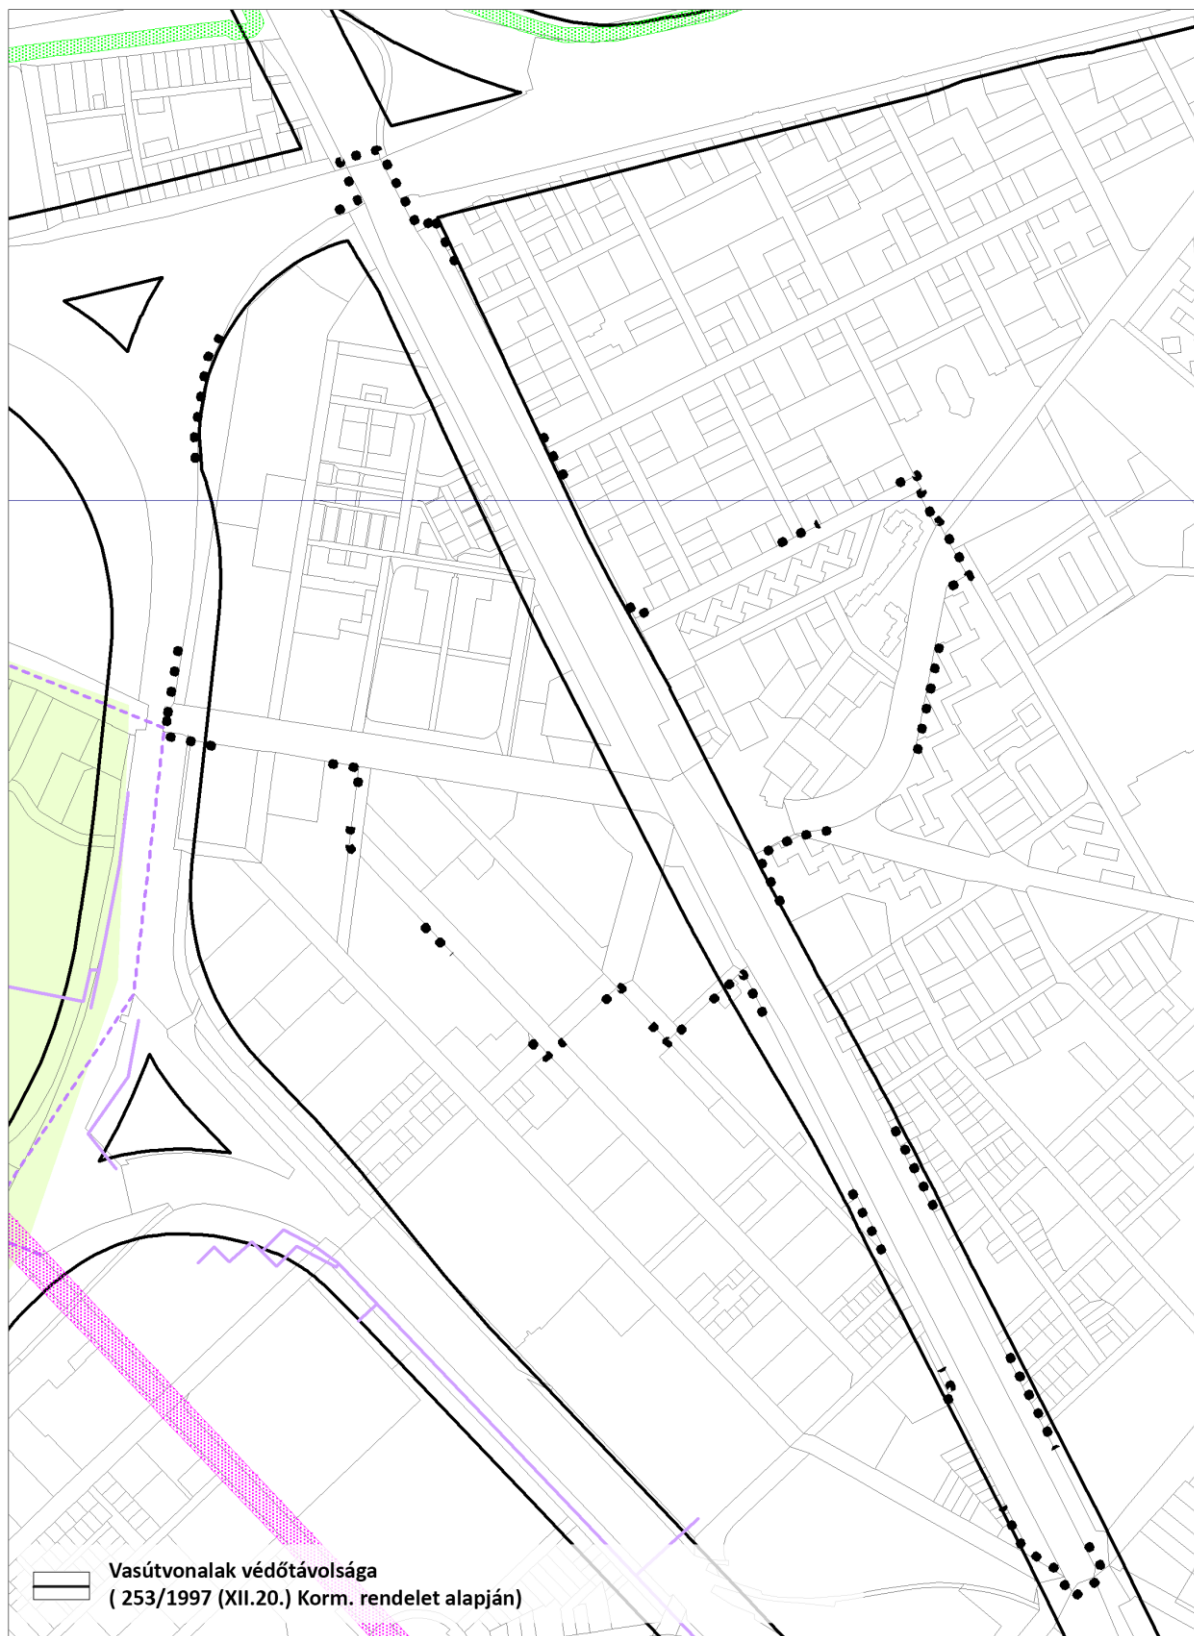 Vasútvonalak védőtávolsága
( 253/1997 (XII.20.) Korm. rendelet alapján)